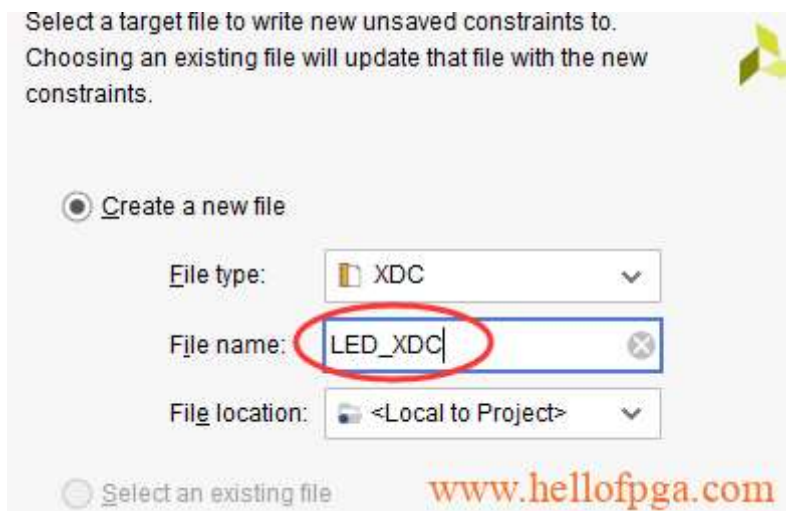 Select a target file to write new unsaved constraints to.
Choosing an existing file will update that file with the new
constraints.
Create a new file
File type: XDC
File name: LED_XDC
File location: <Local to Project>
Select an existing file
www.hellofpga.com